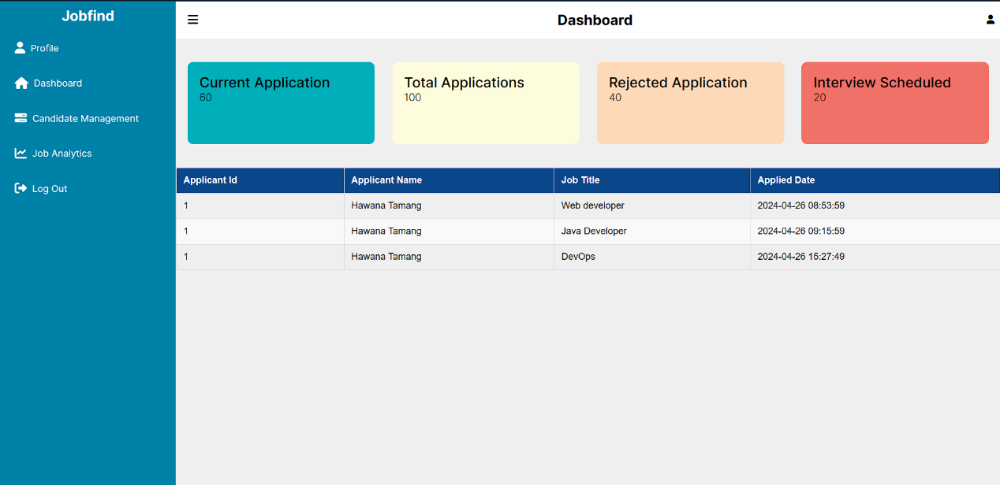 Jobfind
Profile
Dashboard
Candidate Management
Job Analytics
Log Out
Dashboard
Current Application
60
Total Applications
100
Rejected Application
40
Interview Scheduled
20
Applicant Id Applicant Name Job Title Applied Date
1 Hawana Tamang Web developer 2024-04-26 08:53:59
1 Hawana Tamang Java Developer 2024-04-26 09:15:59
1 Hawana Tamang DevOps 2024-04-26 15:27:49